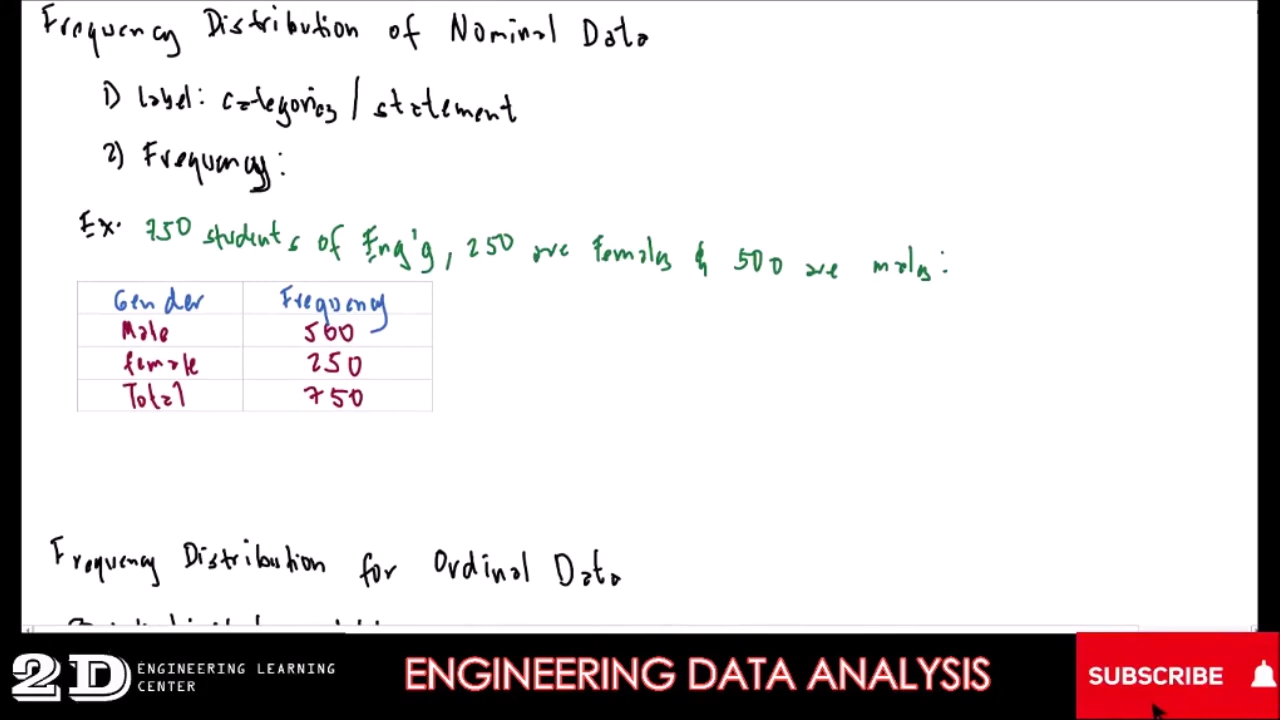 Frequency Distribution of Nominal Data
1) label: categories / statement
2) Frequency:
Ex. 750 students of Eng'g, 250 are females & 500 are males:
Gender Frequency
Male 500
female 250
Total 750
Frequency Distribution for Ordinal Data
2D ENGINEERING LEARNING CENTER
ENGINEERING DATA ANALYSIS
SUBSCRIBE